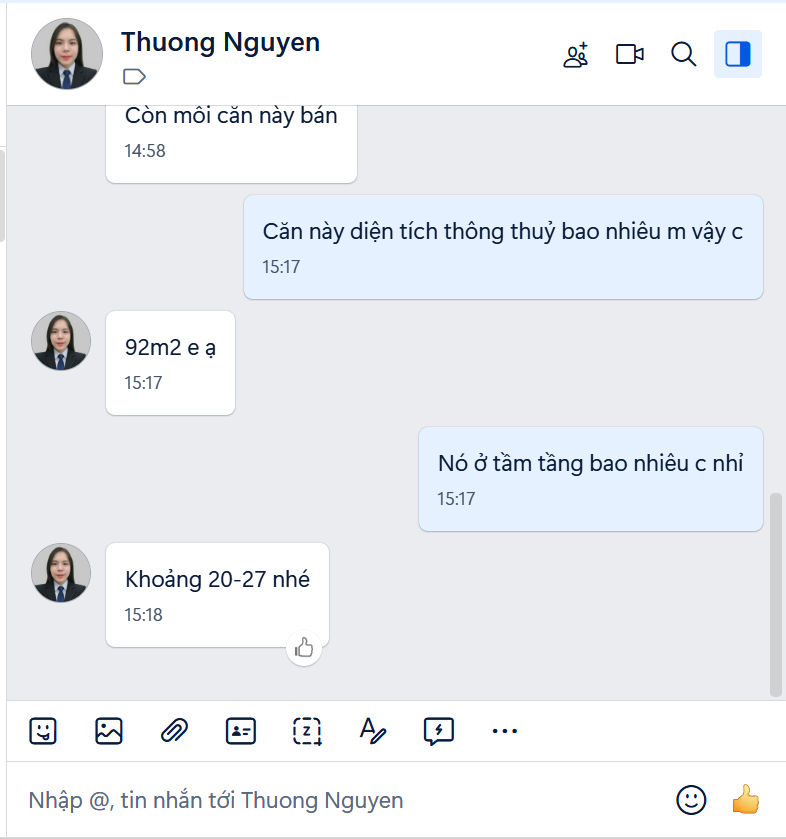 Thuong Nguyen
Còn mỗi căn này bán
14:58
Căn này diện tích thông thuỷ bao nhiêu m vậy c
15:17
92m2 e ạ
15:17
Nó ở tầm tầng bao nhiêu c nhỉ
15:17
Khoảng 20-27 nhé
15:18
Nhập @, tin nhắn tới Thuong Nguyen